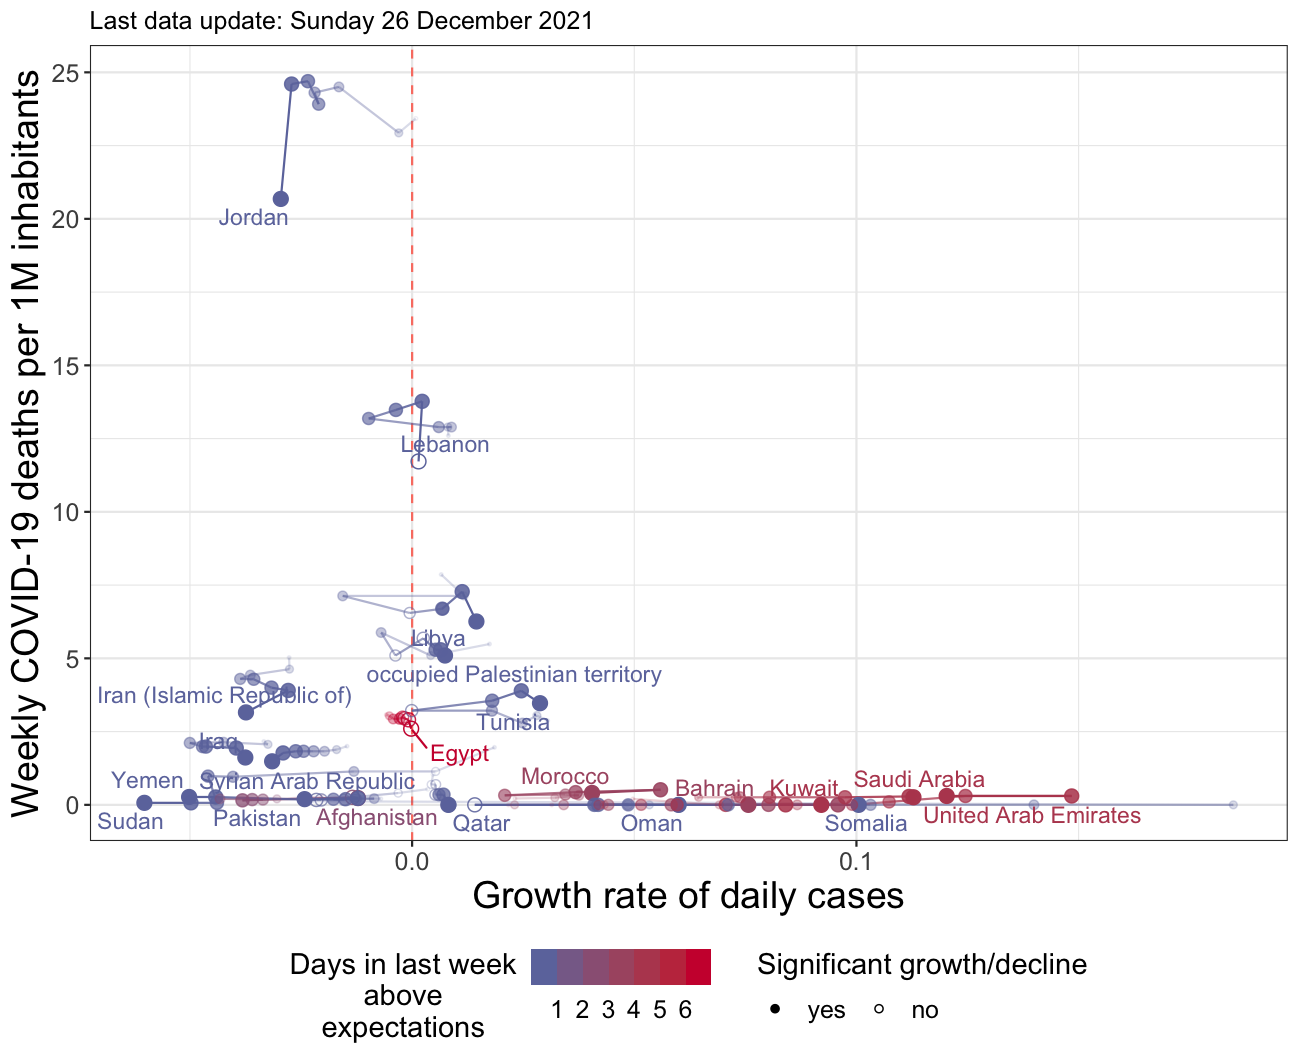 Last data update: Sunday 26 December 2021
Weekly COVID-19 deaths per 1M inhabitants
25
20
15
10
5
0
Jordan
Lebanon
Libya
occupied Palestinian territory
Iran (Islamic Republic of)
Tunisia
Iraq
Egypt
Yemen
Syrian Arab Republic
Morocco
Bahrain
Kuwait
Saudi Arabia
Sudan
Pakistan
Afghanistan
Qatar
Oman
Somalia
United Arab Emirates
0.0
0.1
Growth rate of daily cases
Days in last week
above
expectations
1 2 3 4 5 6
Significant growth/decline
yes
no